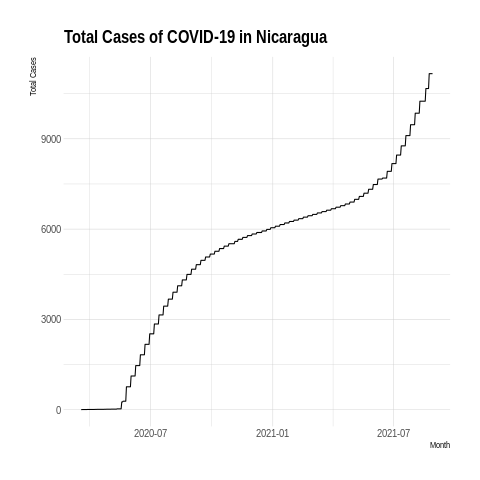 Total Cases of COVID-19 in Nicaragua
Total Cases
9000
6000
3000
0
2020-07
2021-01
2021-07
Month